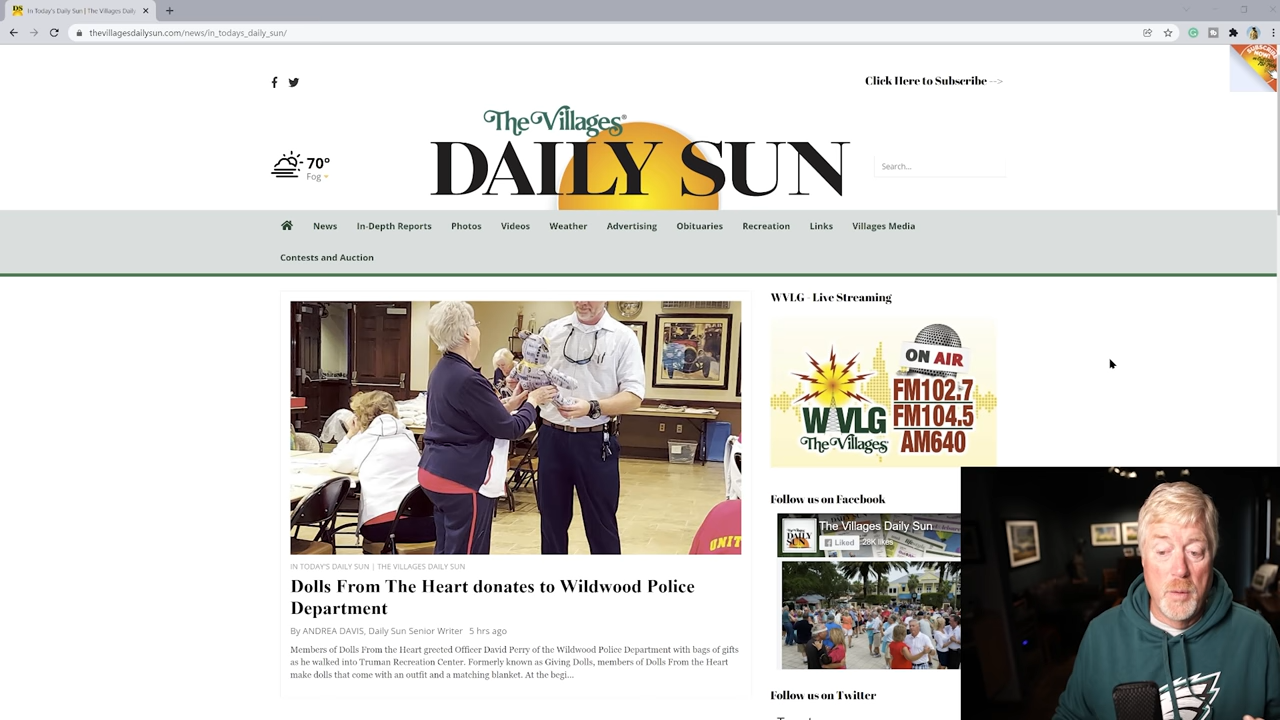 In Today's Daily Sun | The Villages Daily
thevillagesdailysun.com/news/in_todays_daily_sun/
SUBSCRIBE
NOW!
Click Here to Subscribe -->
The Villages®
DAILY SUN
70°
Fog
Search...
News In-Depth Reports Photos Videos Weather Advertising Obituaries Recreation Links Villages Media
Contests and Auction
WVLG - Live Streaming
ON AIR
FM102.7
WVLG FM104.5
The Villages® AM640
UNIT
Follow us on Facebook
The Villages Daily Sun
Liked 28K likes
IN TODAY'S DAILY SUN | THE VILLAGES DAILY SUN
Dolls From The Heart donates to Wildwood Police
Department
By ANDREA DAVIS, Daily Sun Senior Writer 5 hrs ago
Members of Dolls From the Heart greeted Officer David Perry of the Wildwood Police Department with bags of gifts
as he walked into Truman Recreation Center. Formerly known as Giving Dolls, members of Dolls From the Heart
make dolls that come with an outfit and a matching blanket. At the begi...
Follow us on Twitter